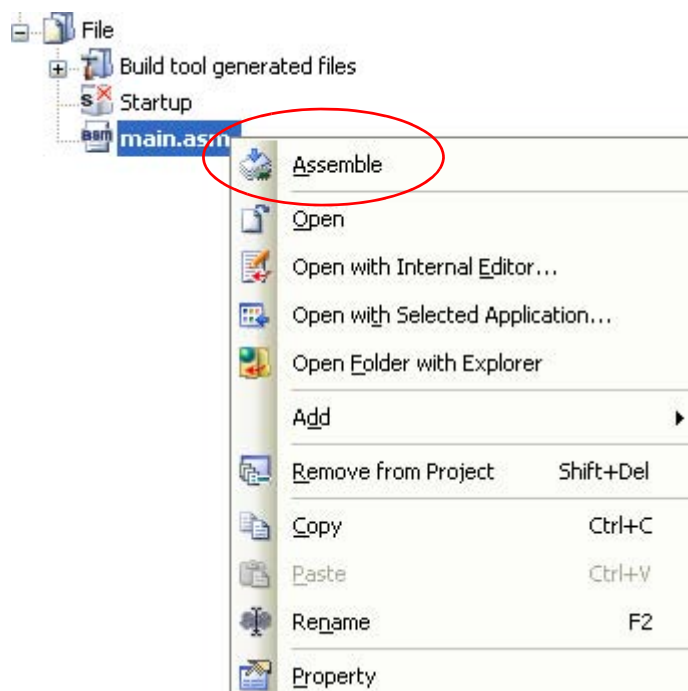 File
Build tool generated files
Startup
main.asm
Assemble
Open
Open with Internal Editor...
Open with Selected Application...
Open Folder with Explorer
Add
Remove from Project Shift+Del
Copy Ctrl+C
Paste Ctrl+V
Rename F2
Property